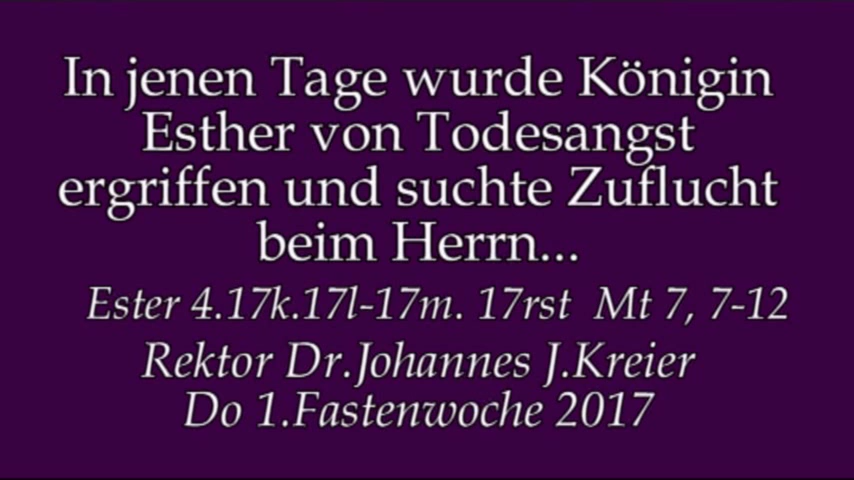 In jenen Tage wurde Königin
Esther von Todesangst
ergriffen und suchte Zuflucht
beim Herrn...
Ester 4.17k.17l-17m. 17rst Mt 7, 7-12
Rektor Dr.Johannes J.Kreier
Do 1.Fastenwoche 2017